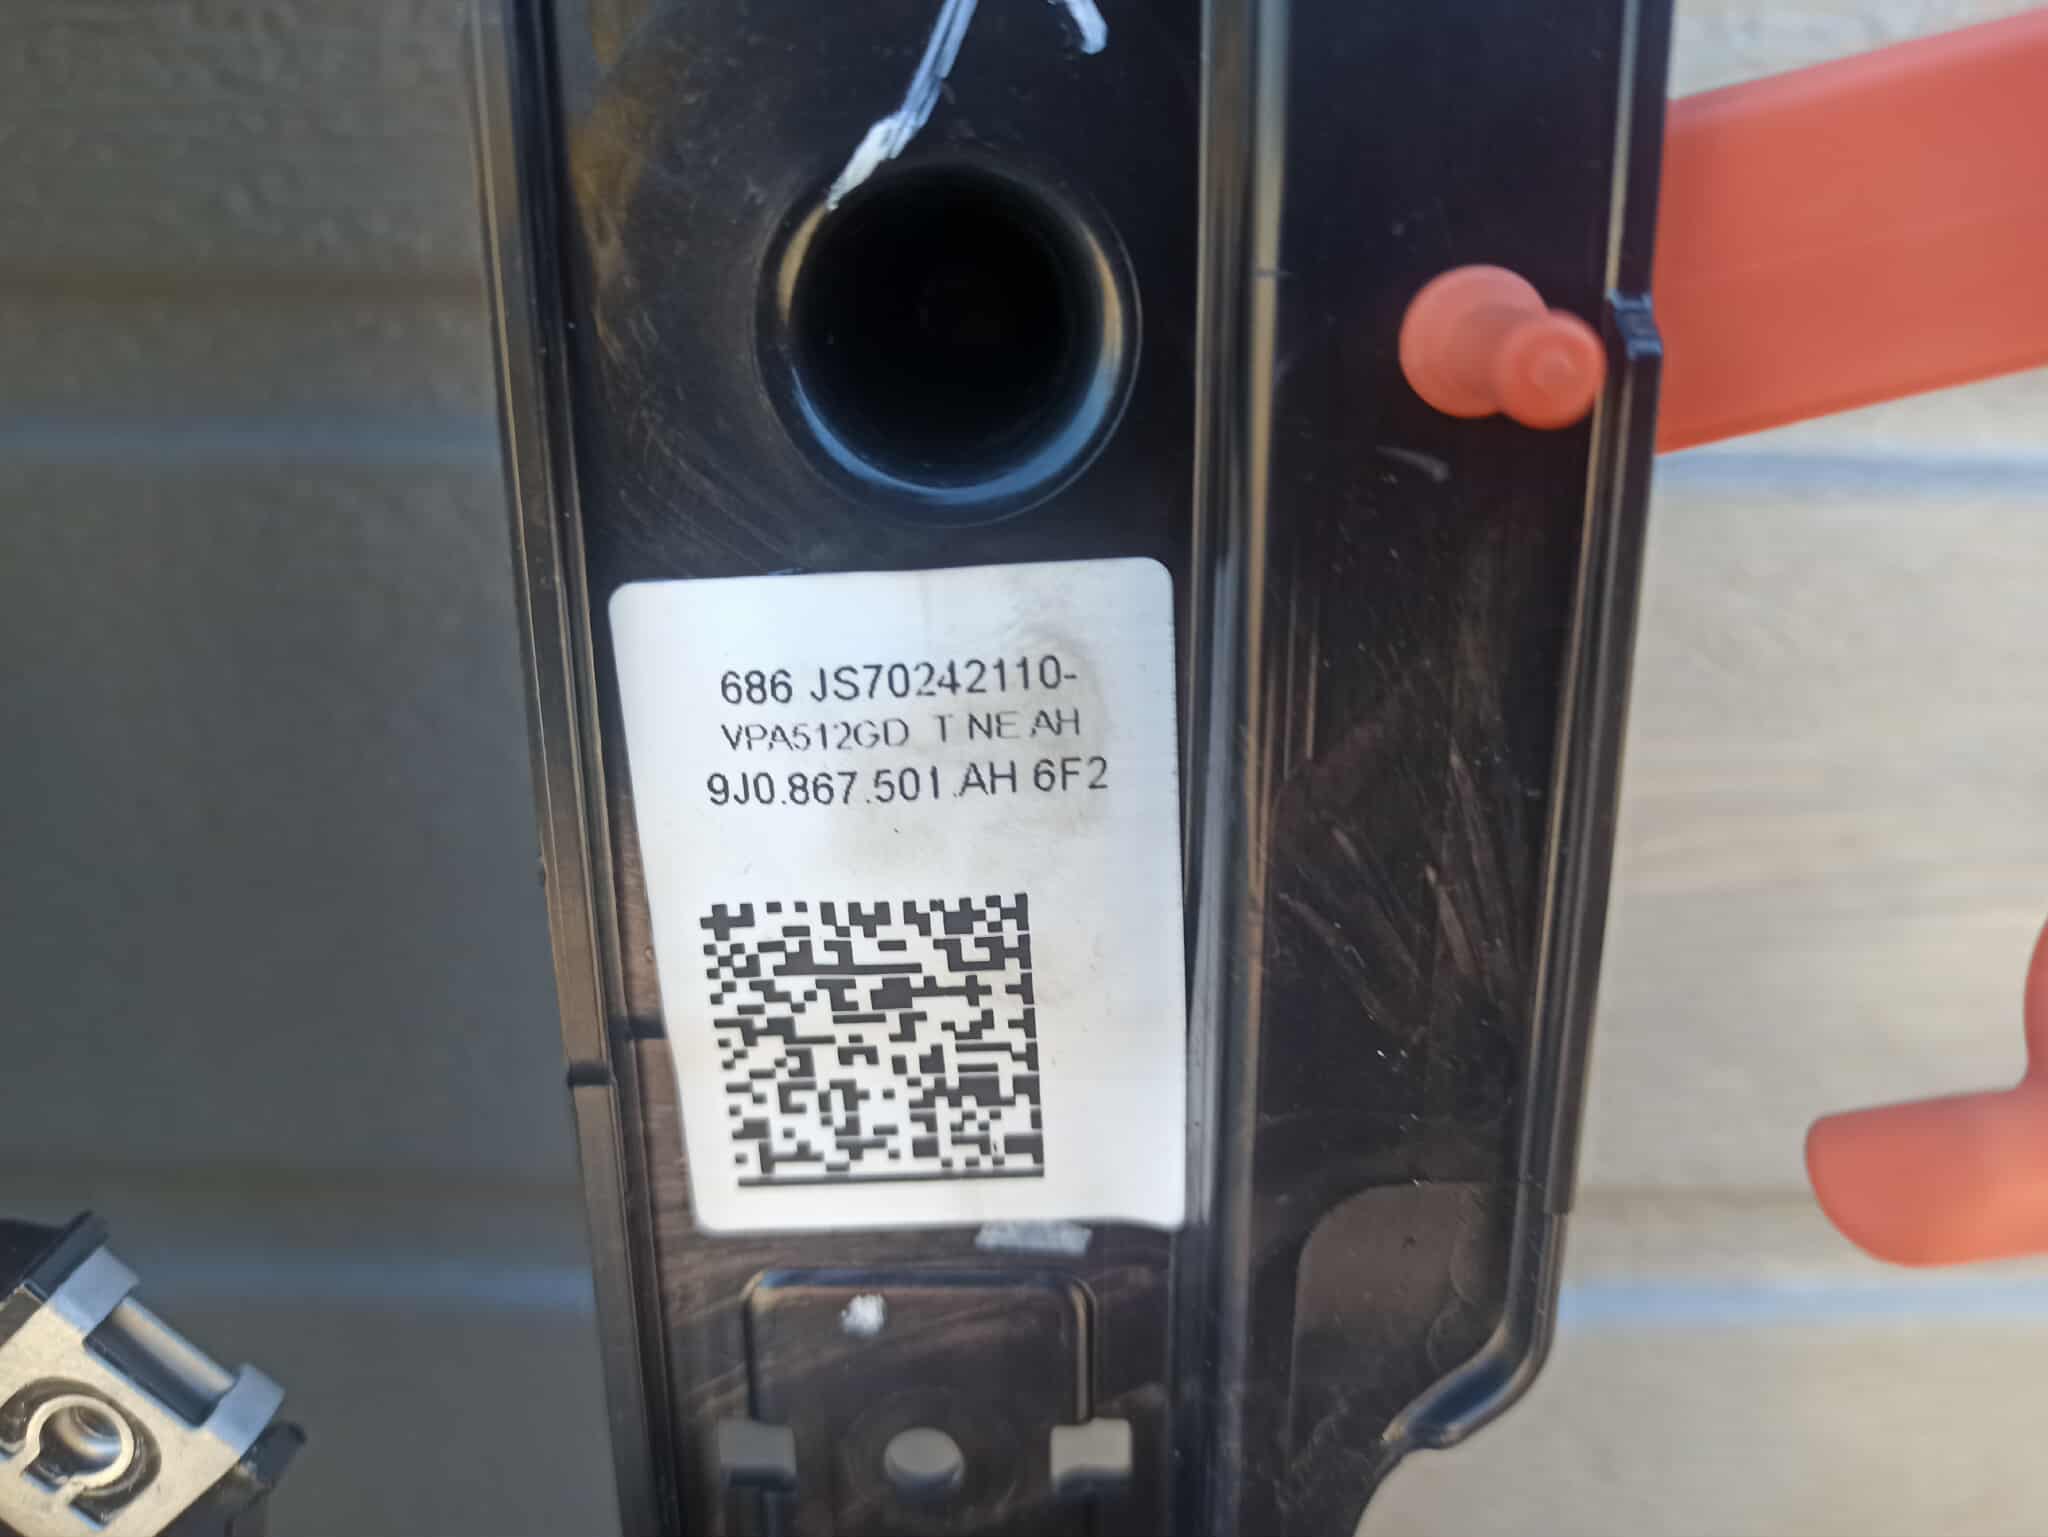 686 JS70242110-
VPA512GD T NE AH
9J0.867.501.AH 6F2